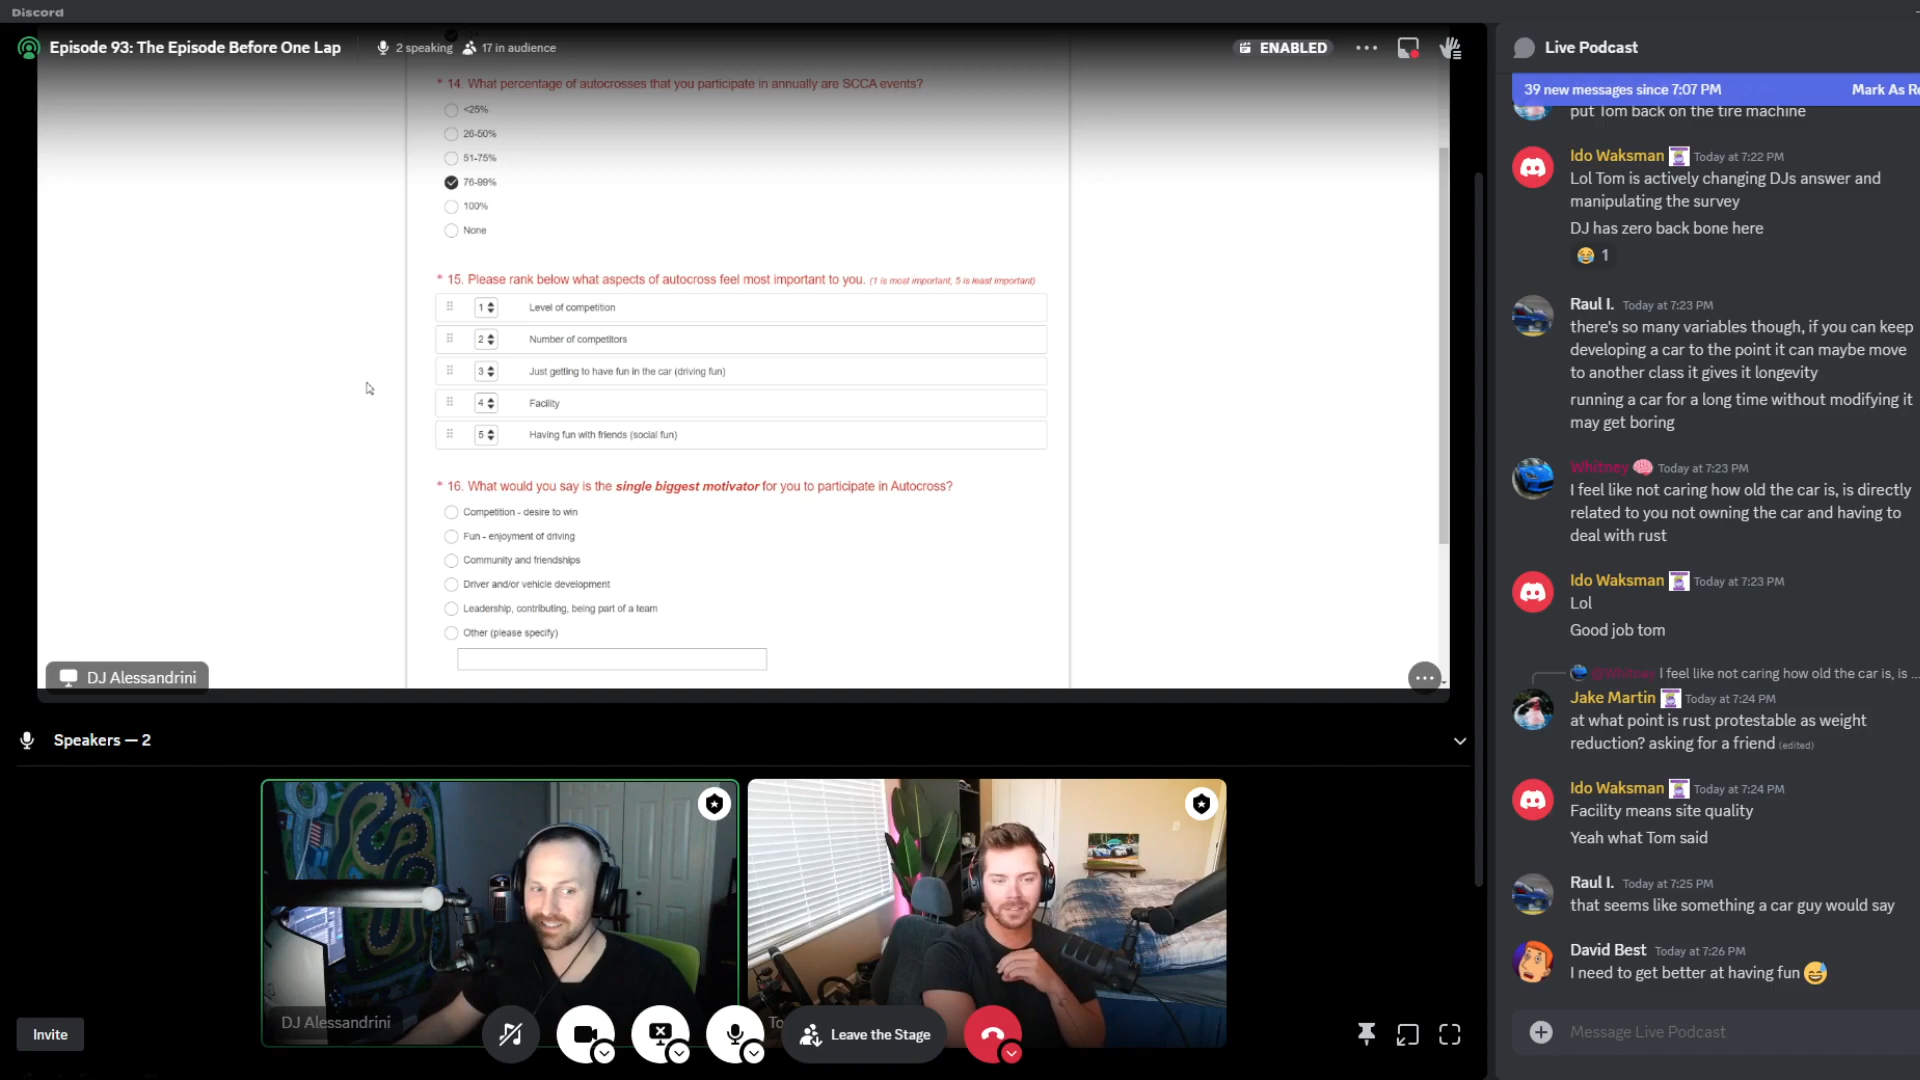 Discord
Episode 93: The Episode Before One Lap
2 speaking
17 in audience
ENABLED
* 14. What percentage of autocrosses that you participate in annually are SCCA events?
<25%
26-50%
51-75%
76-99%
100%
None
* 15. Please rank below what aspects of autocross feel most important to you. (1 is most important, 5 is least important)
1 Level of competition
2 Number of competitors
3 Just getting to have fun in the car (driving fun)
4 Facility
5 Having fun with friends (social fun)
* 16. What would you say is the single biggest motivator for you to participate in Autocross?
Competition - desire to win
Fun - enjoyment of driving
Community and friendships
Driver and/or vehicle development
Leadership, contributing, being part of a team
Other (please specify)
DJ Alessandrini
Speakers — 2
DJ Alessandrini
To
Invite
Leave the Stage
Live Podcast
39 new messages since 7:07 PM
Mark As Re
put Tom back on the tire machine
Ido Waksman Today at 7:22 PM
Lol Tom is actively changing DJs answer and
manipulating the survey
DJ has zero back bone here
😂 1
Raul I. Today at 7:23 PM
there's so many variables though, if you can keep
developing a car to the point it can maybe move
to another class it gives it longevity
running a car for a long time without modifying it
may get boring
Whitney 🧠 Today at 7:23 PM
I feel like not caring how old the car is, is directly
related to you not owning the car and having to
deal with rust
Ido Waksman Today at 7:23 PM
Lol
Good job tom
@Whitney I feel like not caring how old the car is, is ...
Jake Martin Today at 7:24 PM
at what point is rust protestable as weight
reduction? asking for a friend (edited)
Ido Waksman Today at 7:24 PM
Facility means site quality
Yeah what Tom said
Raul I. Today at 7:25 PM
that seems like something a car guy would say
David Best Today at 7:26 PM
I need to get better at having fun 😅
Message Live Podcast